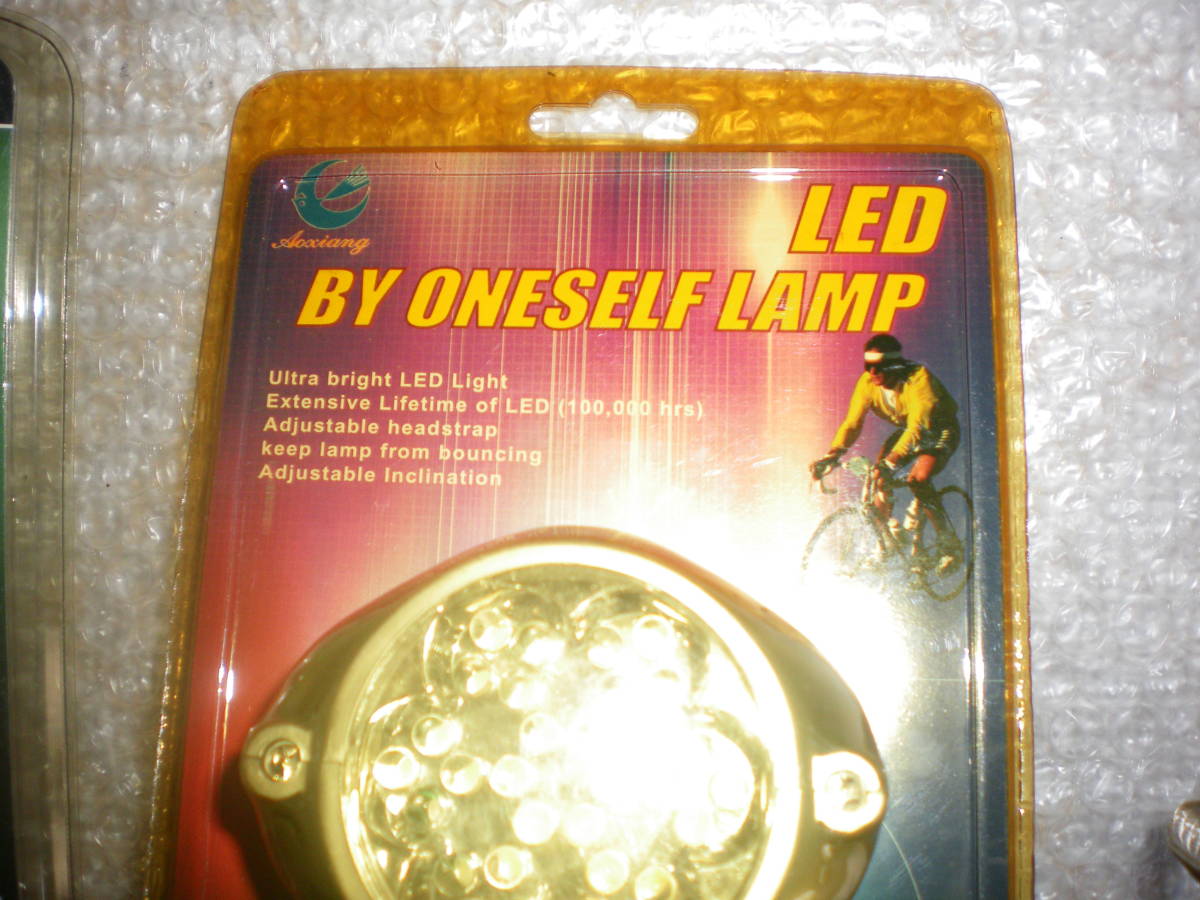 Aoxiang
LED
BY ONESELF LAMP
Ultra bright LED Light
Extensive Lifetime of LED (100,000 hrs)
Adjustable headstrap
keep lamp from bouncing
Adjustable Inclination